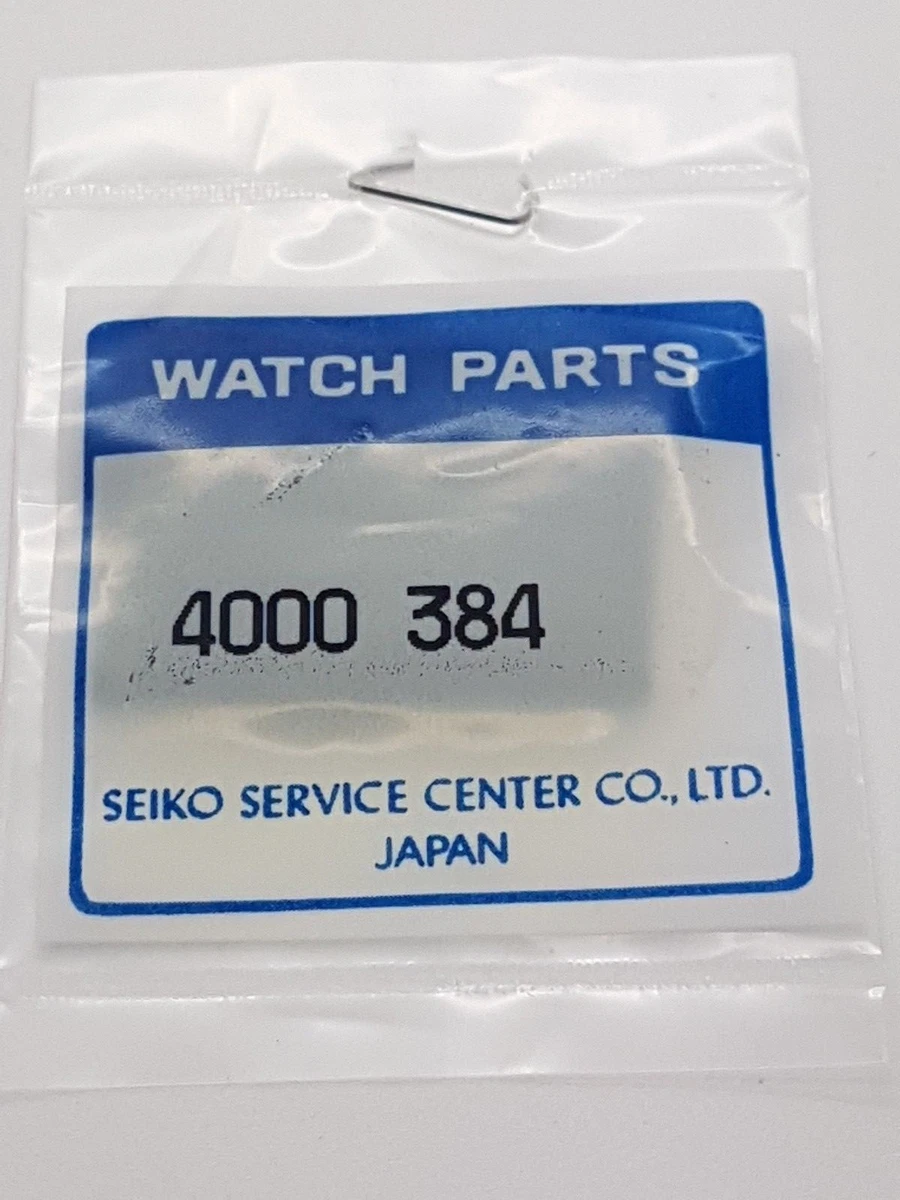 WATCH PARTS
4000 384
SEIKO SERVICE CENTER CO., LTD.
JAPAN